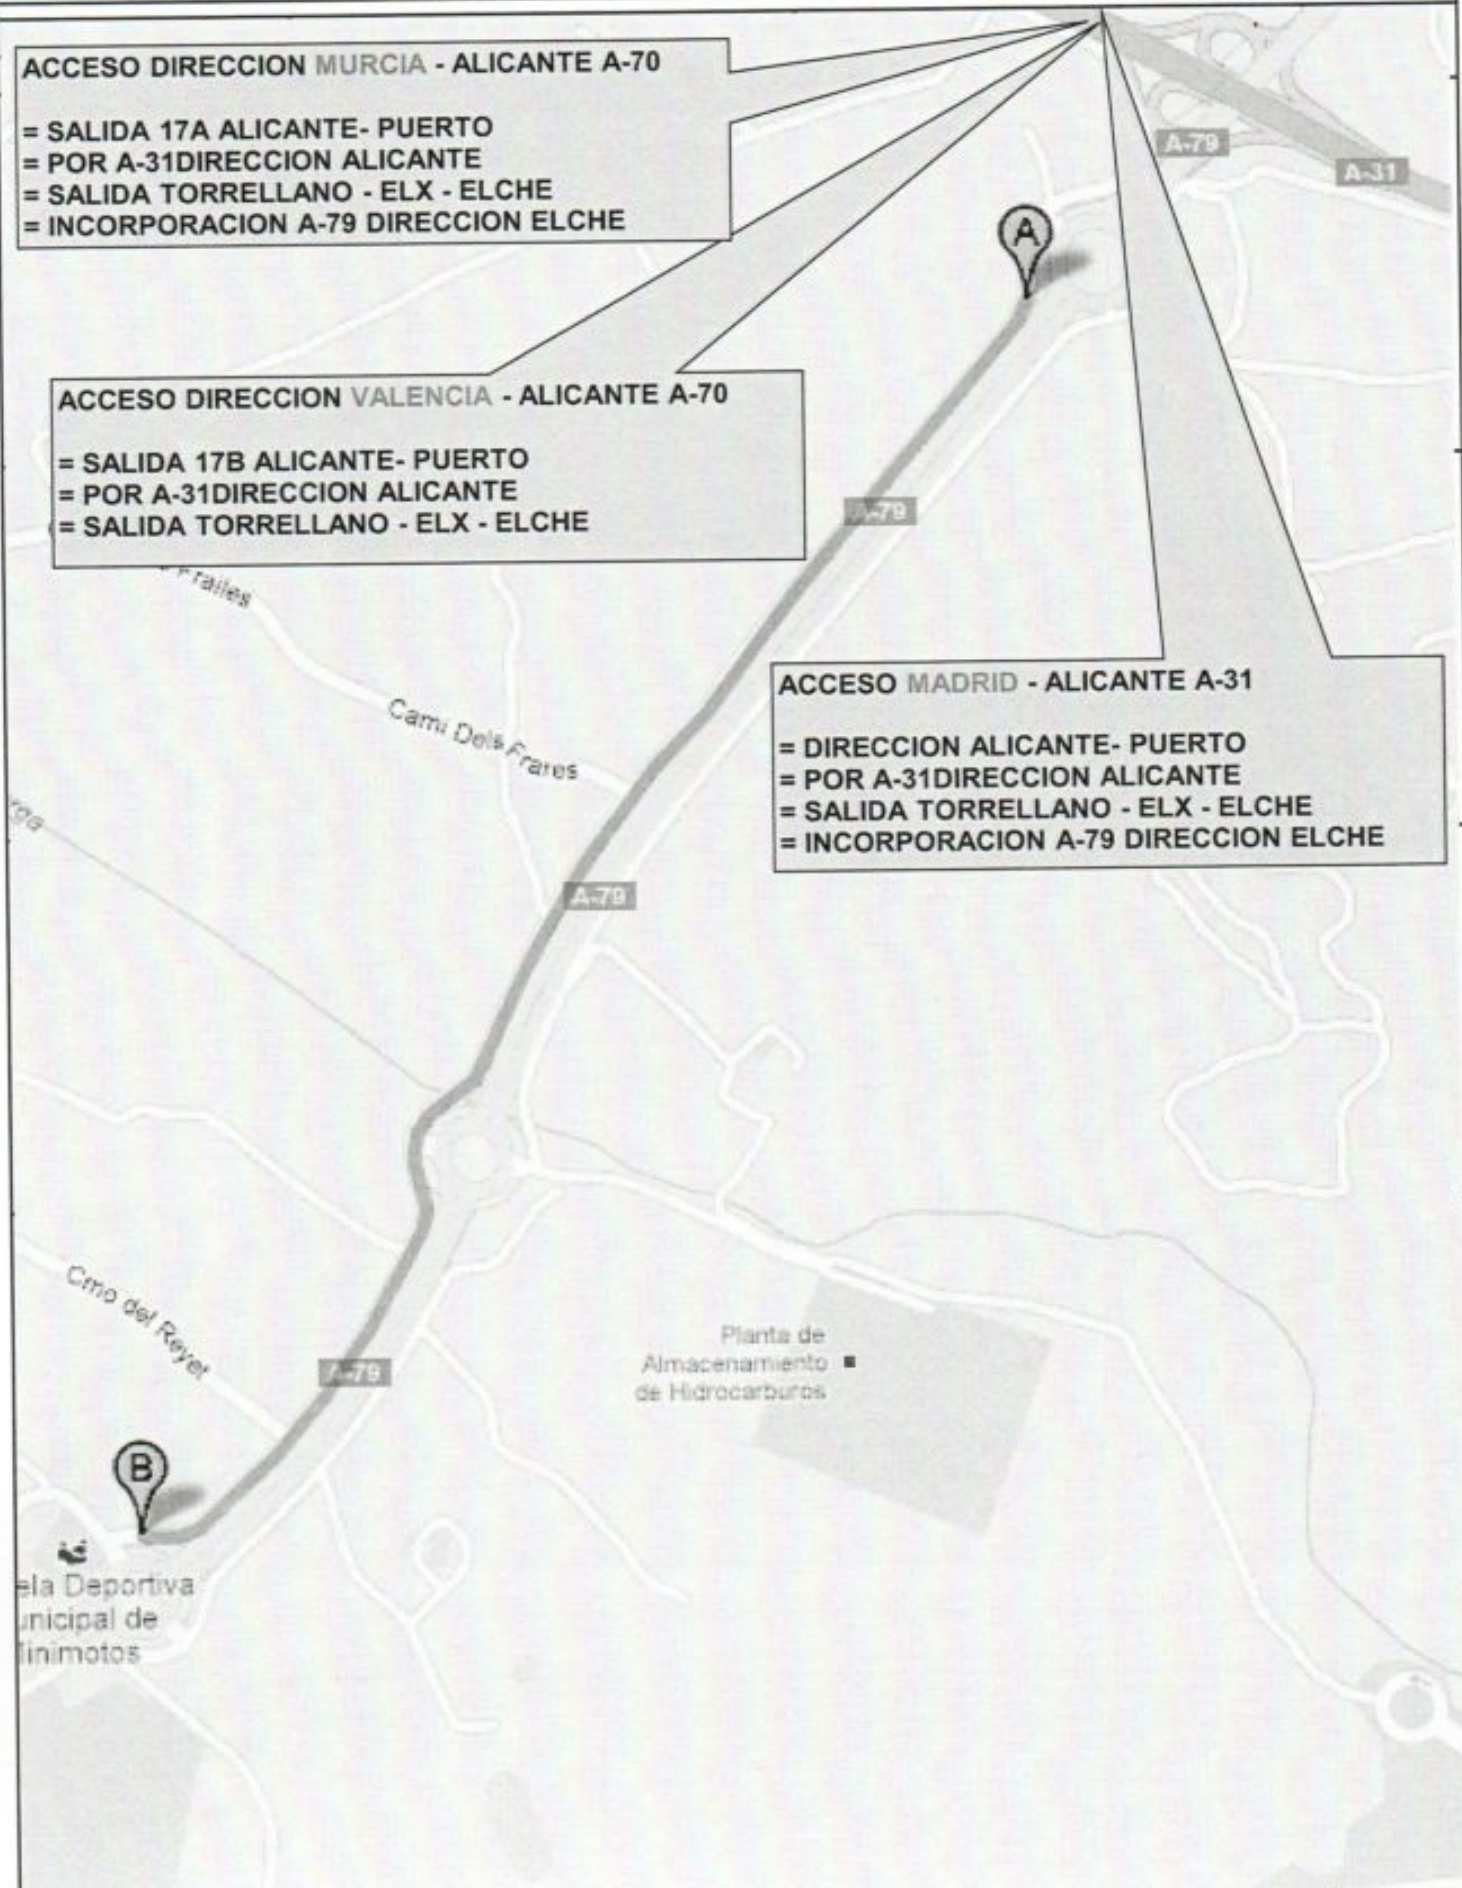 ACCESO DIRECCION MURCIA - ALICANTE A-70
= SALIDA 17A ALICANTE- PUERTO
= POR A-31DIRECCION ALICANTE
= SALIDA TORRELLANO - ELX - ELCHE
= INCORPORACION A-79 DIRECCION ELCHE
A-79
A-31
A
ACCESO DIRECCION VALENCIA - ALICANTE A-70
= SALIDA 17B ALICANTE- PUERTO
= POR A-31DIRECCION ALICANTE
= SALIDA TORRELLANO - ELX - ELCHE
A-79
Frailes
ACCESO MADRID - ALICANTE A-31
= DIRECCION ALICANTE- PUERTO
= POR A-31DIRECCION ALICANTE
= SALIDA TORRELLANO - ELX - ELCHE
= INCORPORACION A-79 DIRECCION ELCHE
Camí Dels Frares
A-79
Cmo del Reyet
Planta de
Almacenamiento
de Hidrocarburos
A-79
B
ela Deportiva
unicipal de
inimotos